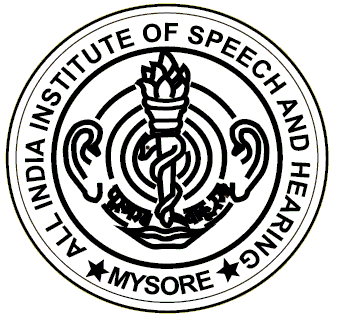 ALL INDIA INSTITUTE OF SPEECH AND HEARING
★ MYSORE ★